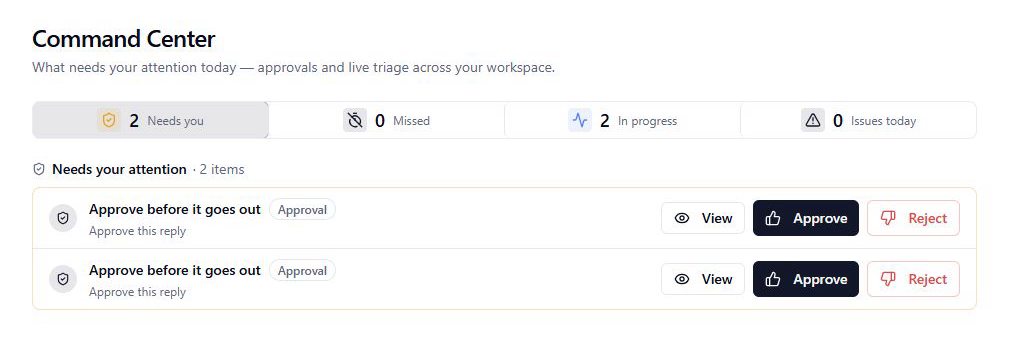 Command Center
What needs your attention today — approvals and live triage across your workspace.
2 Needs you 0 Missed 2 In progress 0 Issues today
Needs your attention · 2 items
Approve before it goes out Approval
Approve this reply
View Approve Reject
Approve before it goes out Approval
Approve this reply
View Approve Reject